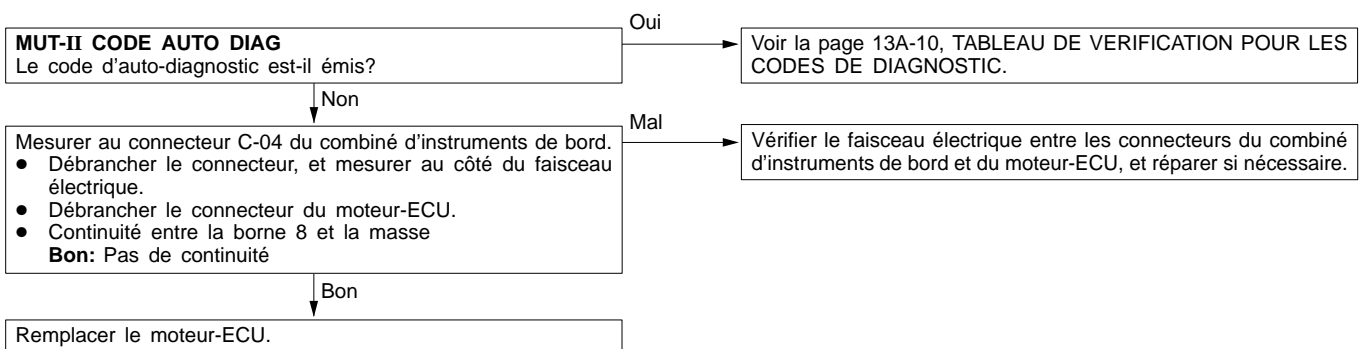 Oui
MUT-II CODE AUTO DIAG
Le code d'auto-diagnostic est-il émis?
Voir la page 13A-10, TABLEAU DE VERIFICATION POUR LES
CODES DE DIAGNOSTIC.
Non
Mal
Mesurer au connecteur C-04 du combiné d'instruments de bord.
● Débrancher le connecteur, et mesurer au côté du faisceau
électrique.
● Débrancher le connecteur du moteur-ECU.
● Continuité entre la borne 8 et la masse
Bon: Pas de continuité
Vérifier le faisceau électrique entre les connecteurs du combiné
d'instruments de bord et du moteur-ECU, et réparer si nécessaire.
Bon
Remplacer le moteur-ECU.